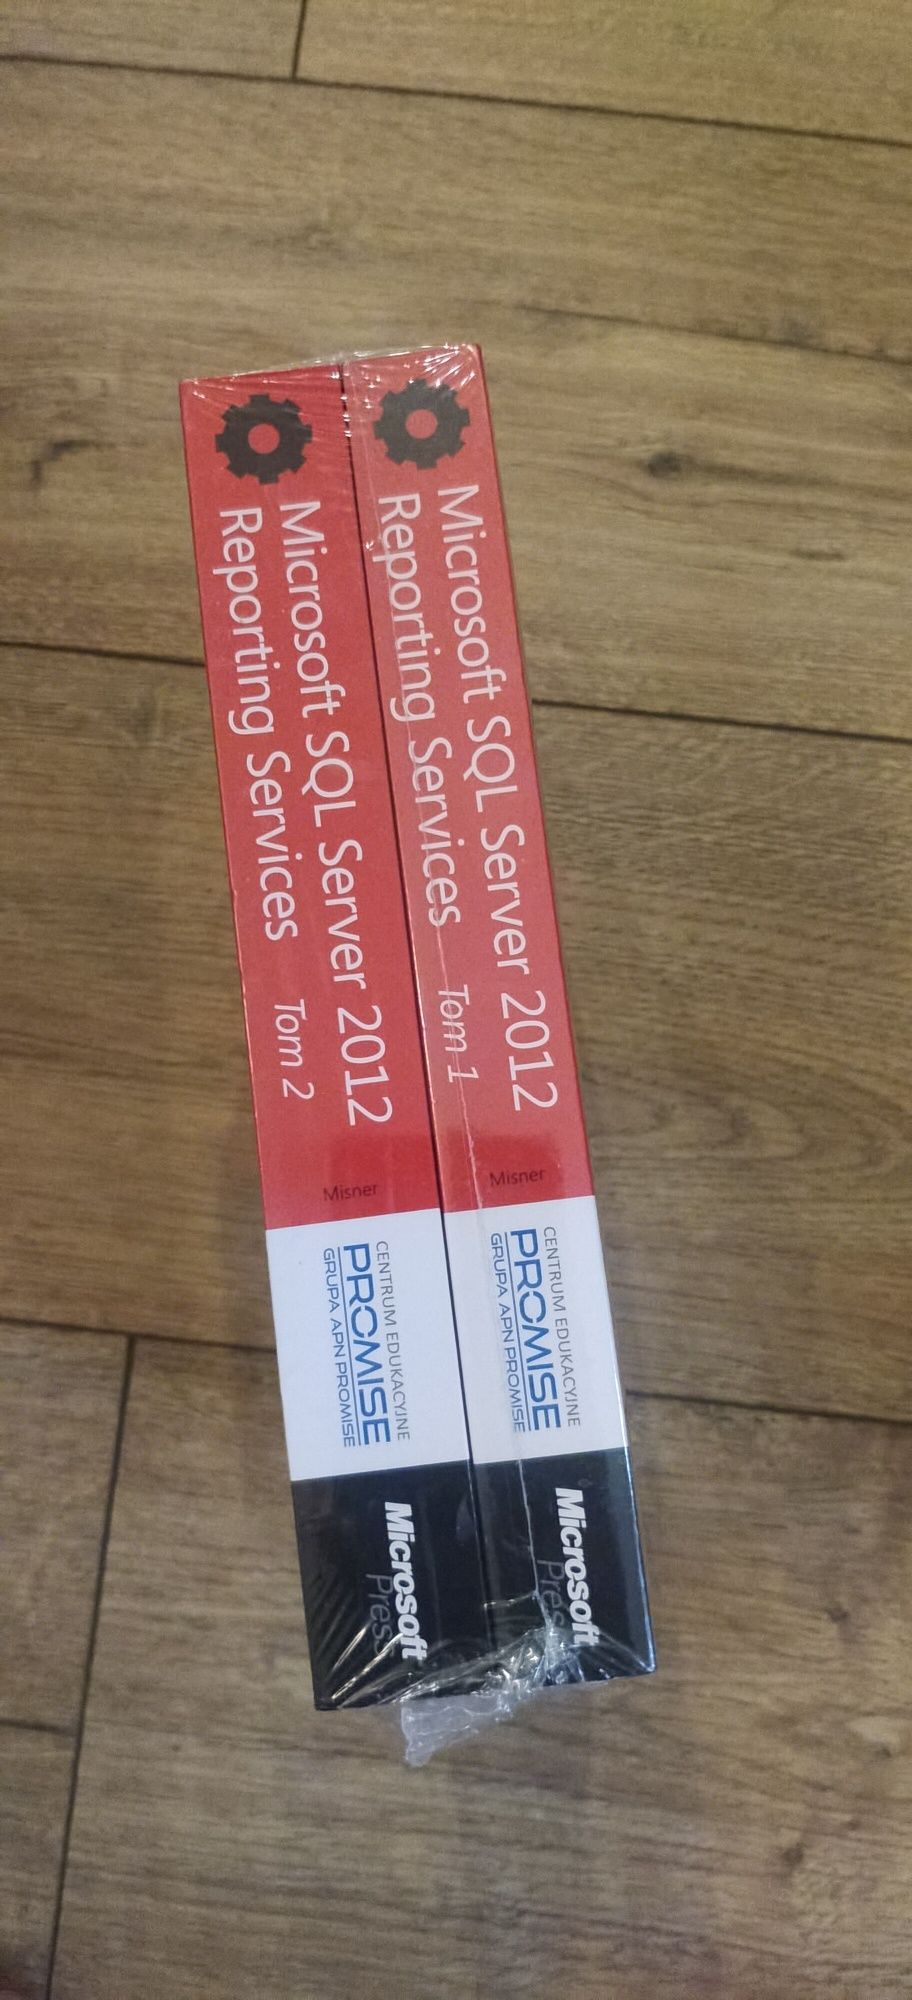 Microsoft SQL Server 2012
Reporting Services Tom 1
Misner
CENTRUM EDUKACYJNE
PROMISE
GRUPA APN PROMISE
Microsoft
Press
Microsoft SQL Server 2012
Reporting Services Tom 2
Misner
CENTRUM EDUKACYJNE
PROMISE
GRUPA APN PROMISE
Microsoft
Press